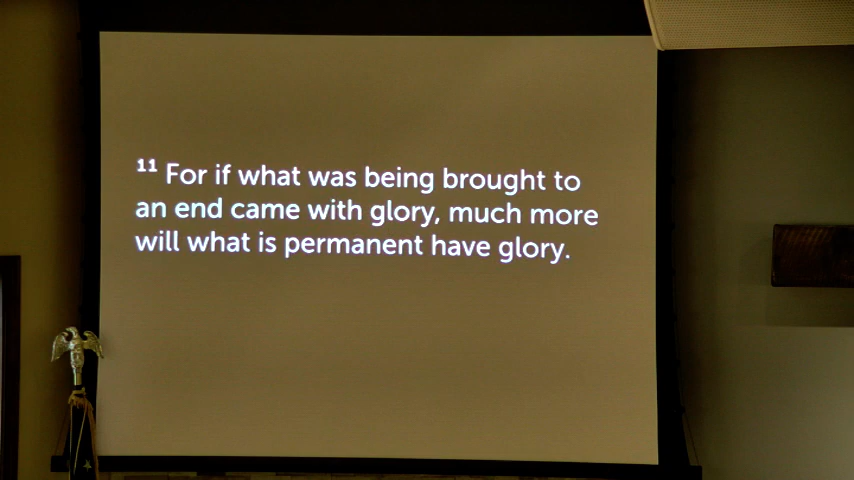 ¹¹ For if what was being brought to
an end came with glory, much more
will what is permanent have glory.